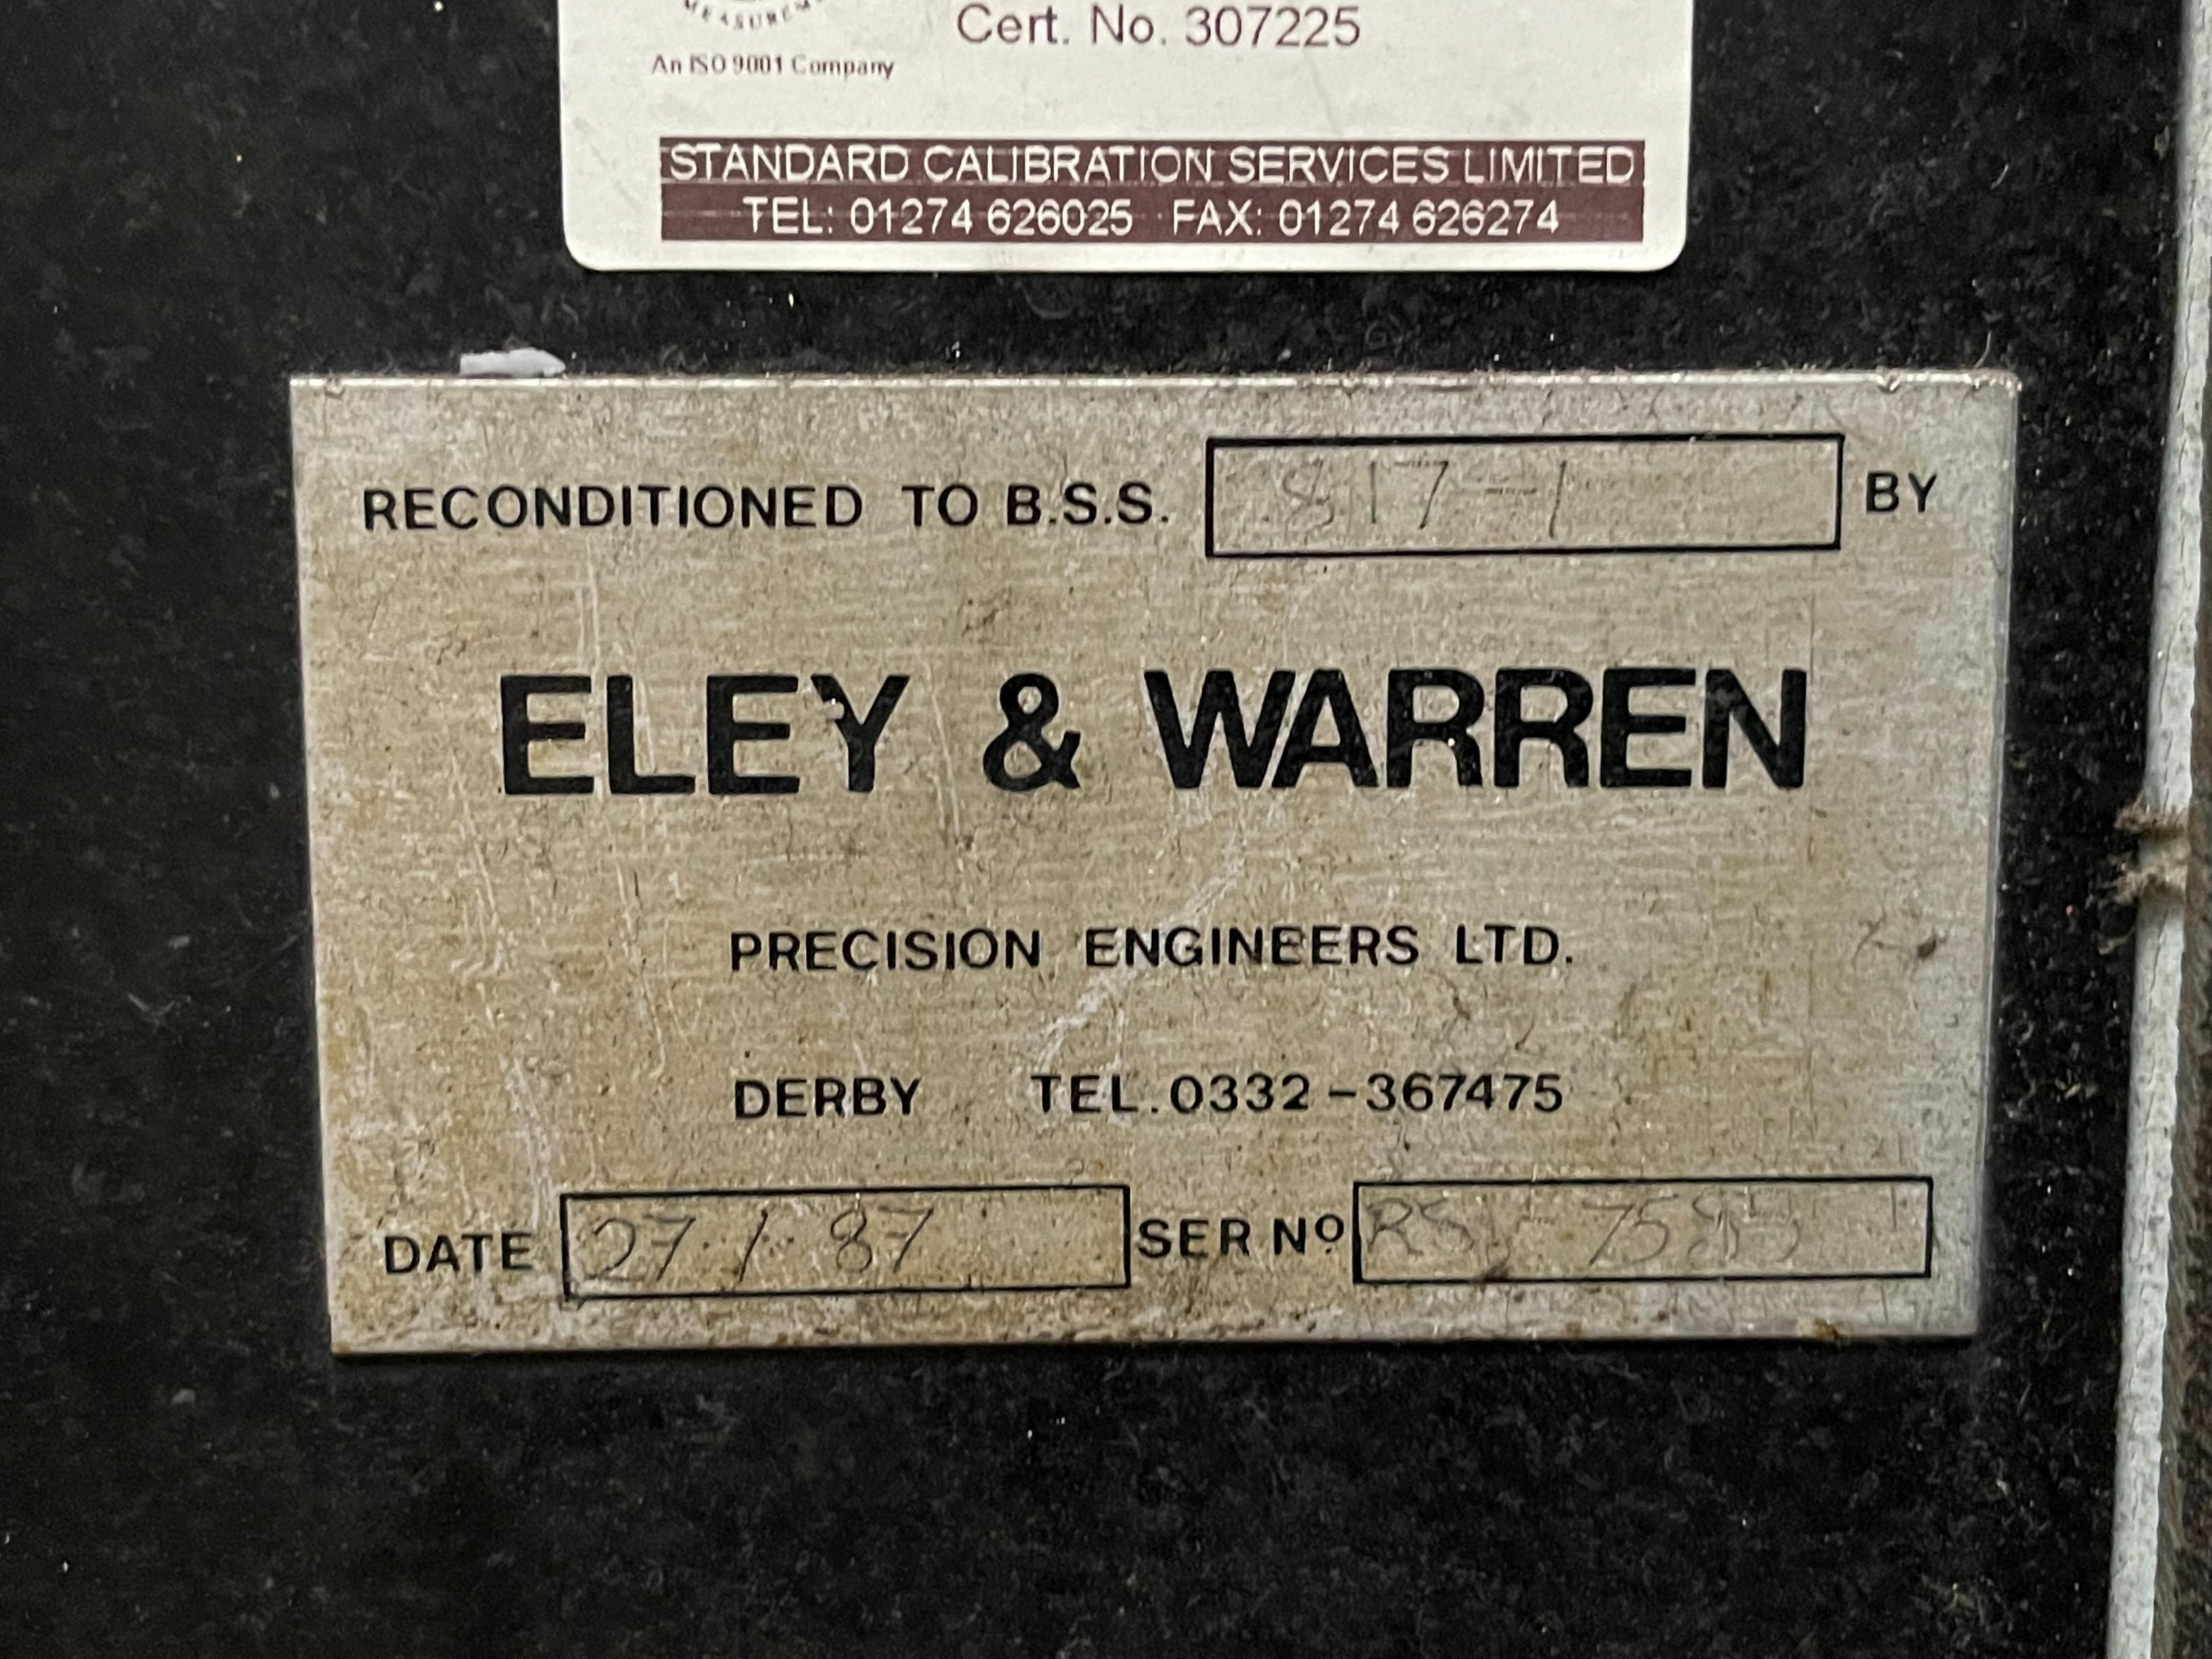 Cert. No. 307225
An ISO 9001 Company
STANDARD CALIBRATION SERVICES LIMITED
TEL: 01274 626025 FAX: 01274 626274
RECONDITIONED TO B.S.S. 817-1 BY
ELEY & WARREN
PRECISION ENGINEERS LTD.
DERBY TEL. 0332-367475
DATE 27/87 SER Nº RS